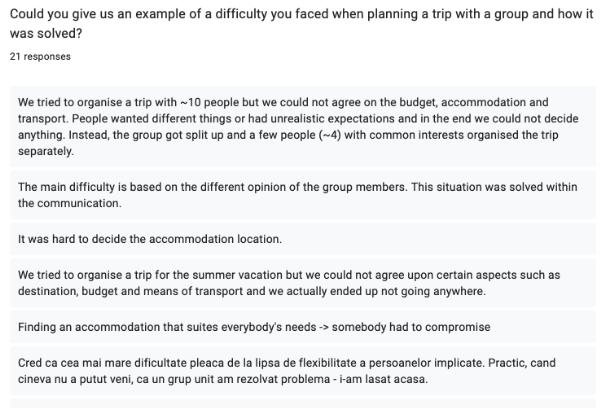 Could you give us an example of a difficulty you faced when planning a trip with a group and how it
was solved?
21 responses
We tried to organise a trip with ~10 people but we could not agree on the budget, accommodation and
transport. People wanted different things or had unrealistic expectations and in the end we could not decide
anything. Instead, the group got split up and a few people (~4) with common interests organised the trip
separately.
The main difficulty is based on the different opinion of the group members. This situation was solved within
the communication.
It was hard to decide the accommodation location.
We tried to organise a trip for the summer vacation but we could not agree upon certain aspects such as
destination, budget and means of transport and we actually ended up not going anywhere.
Finding an accommodation that suites everybody's needs -> somebody had to compromise
Cred ca cea mai mare dificultate pleaca de la lipsa de flexibilitate a persoanelor implicate. Practic, cand
cineva nu a putut veni, ca un grup unit am rezolvat problema - i-am lasat acasa.